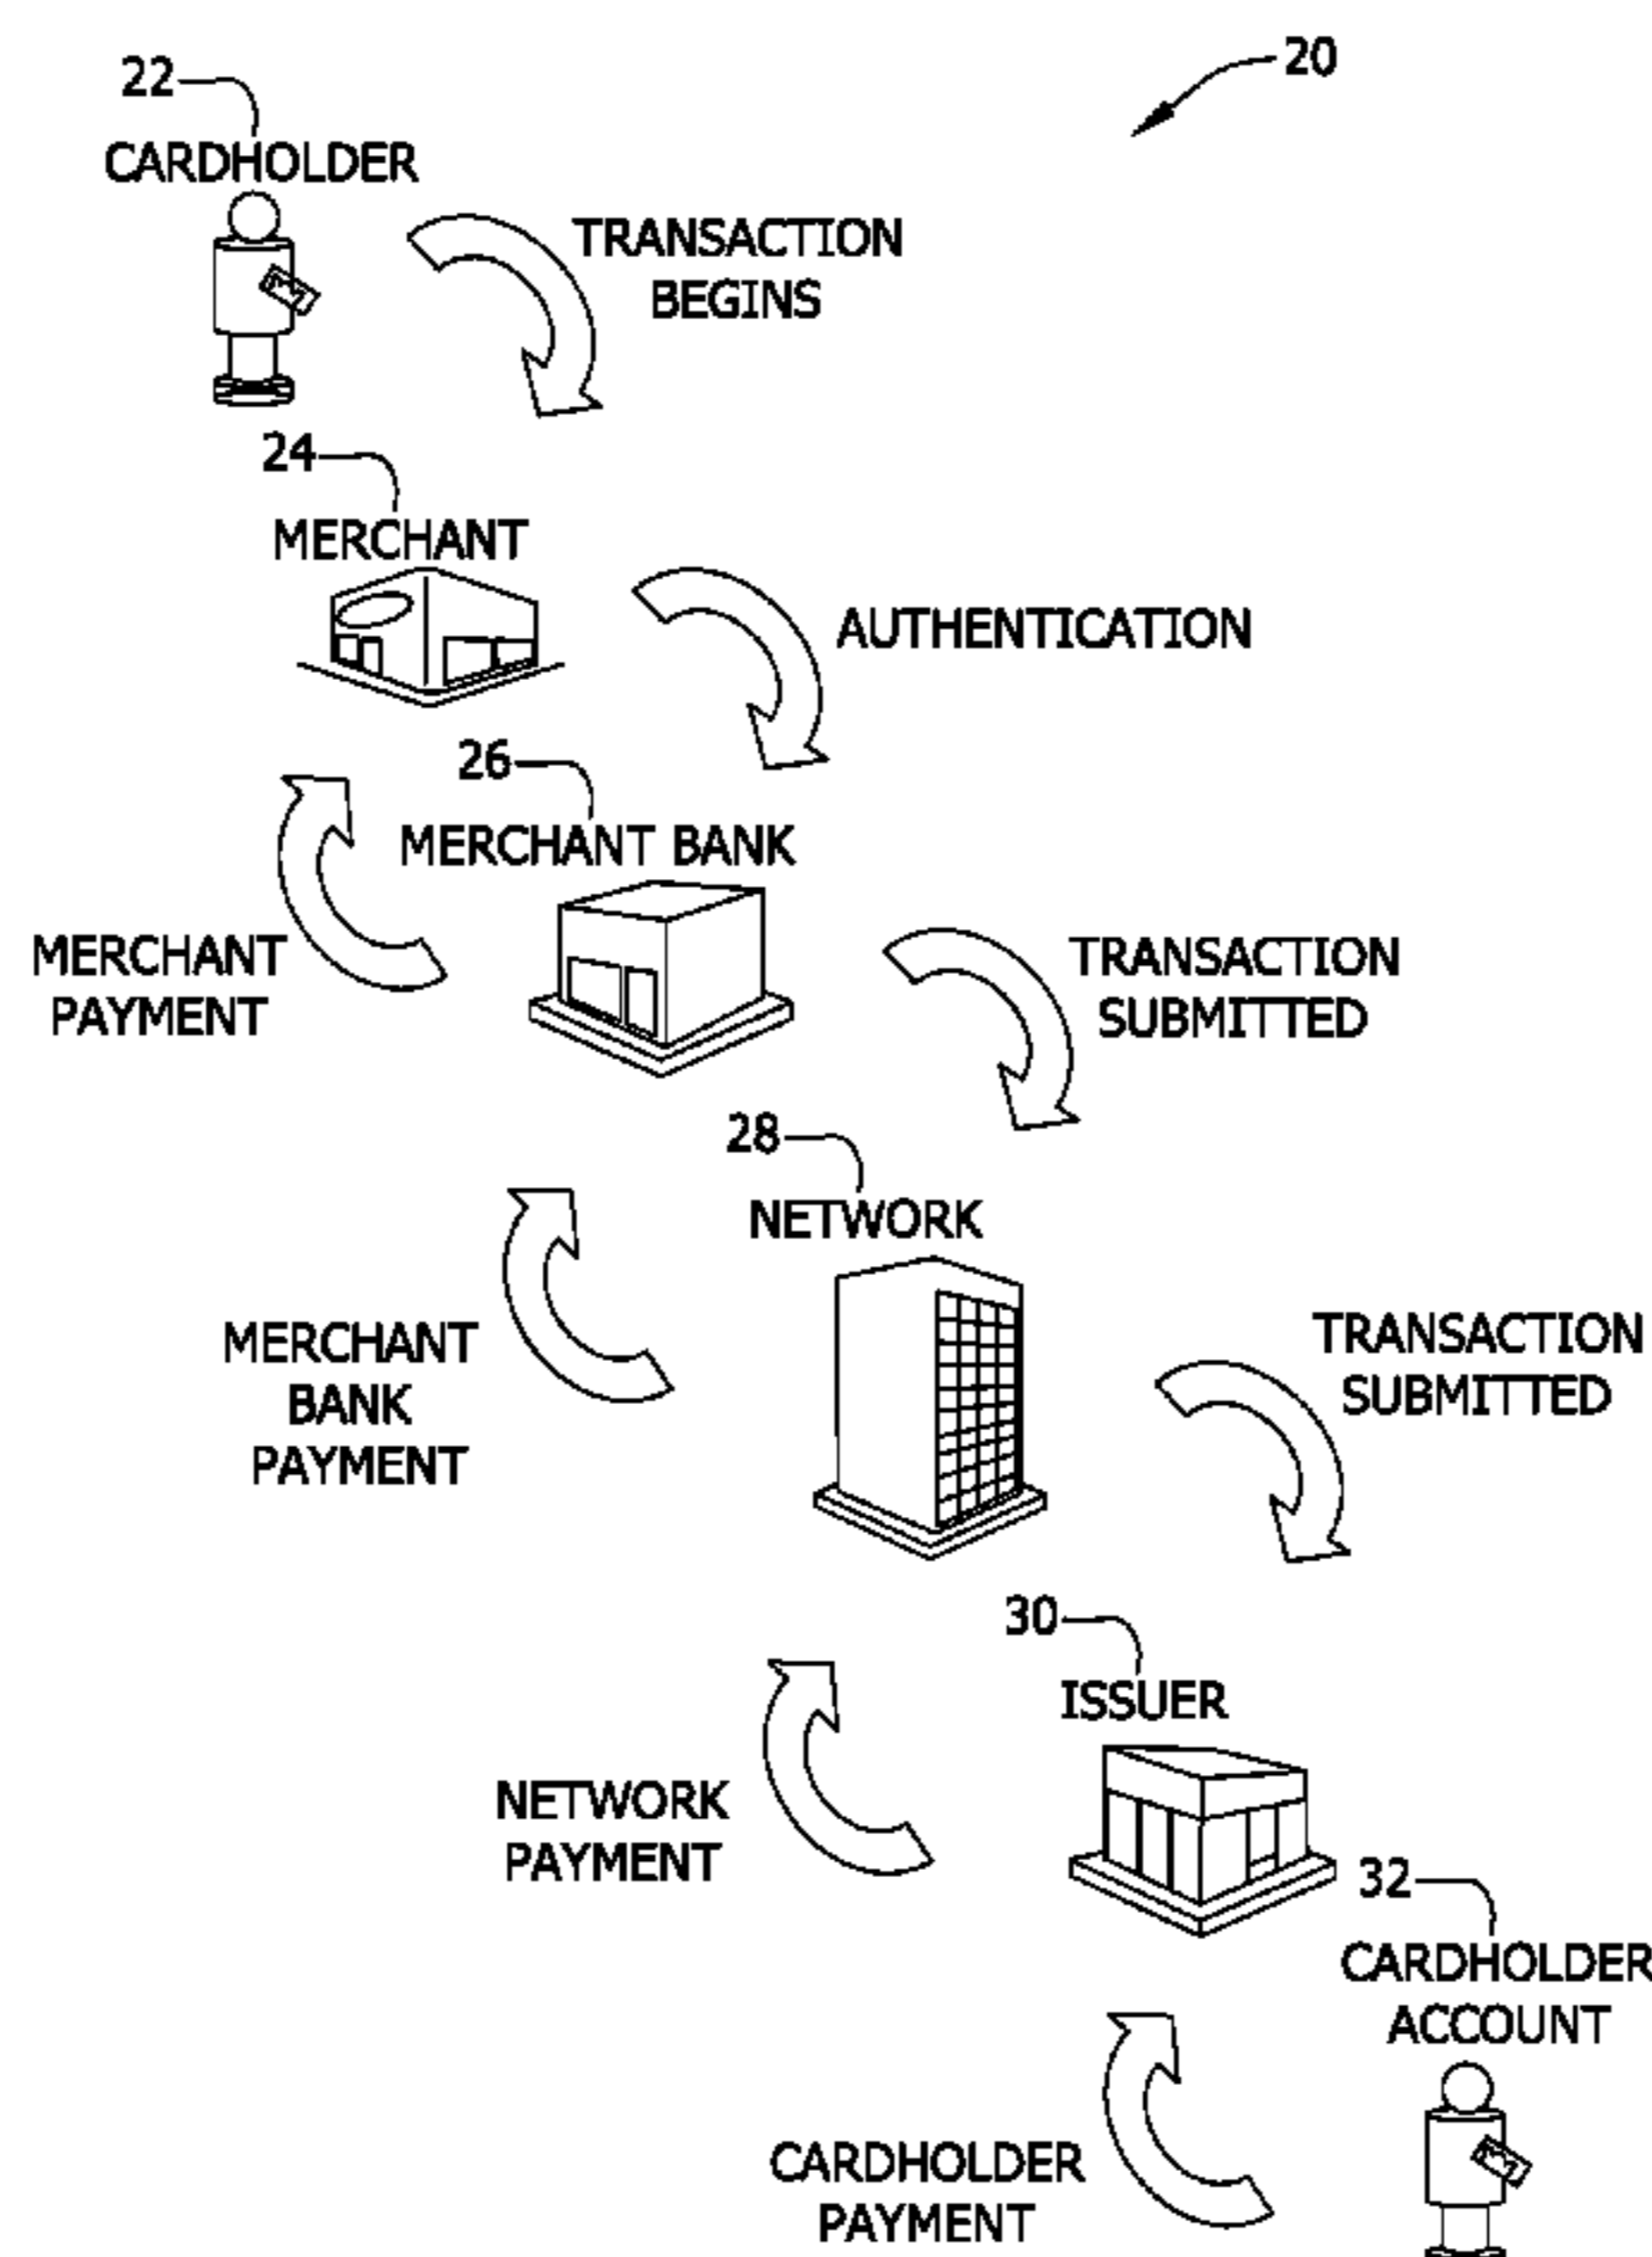 20
22
CARDHOLDER
TRANSACTION
BEGINS
24
MERCHANT
AUTHENTICATION
26
MERCHANT BANK
MERCHANT
PAYMENT
TRANSACTION
SUBMITTED
28
NETWORK
MERCHANT
BANK
PAYMENT
TRANSACTION
SUBMITTED
30
ISSUER
NETWORK
PAYMENT
32
CARDHOLDER
ACCOUNT
CARDHOLDER
PAYMENT